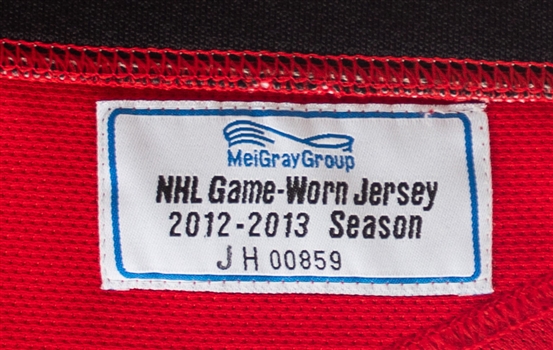 MeiGrayGroup
NHL Game-Worn Jersey
2012-2013 Season
JH 00859